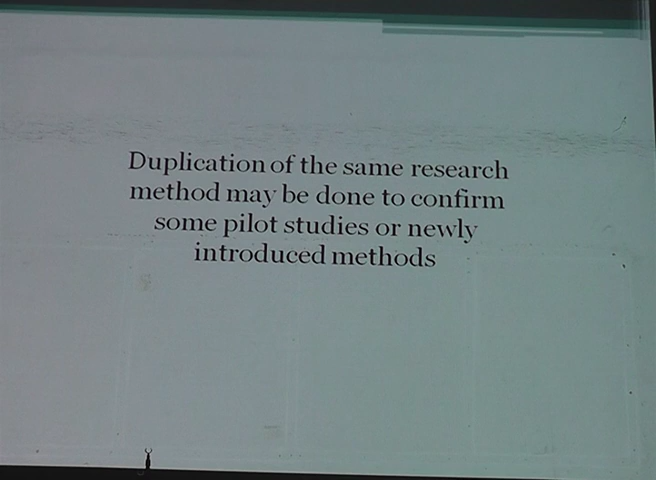 Duplication of the same research
method may be done to confirm
some pilot studies or newly
introduced methods